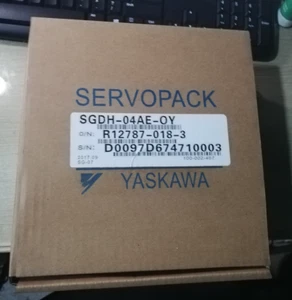 SERVOPACK
SGDH-04AE-OY
O/N: R12787-018-3
S/N: D0097D674710003
YASKAWA